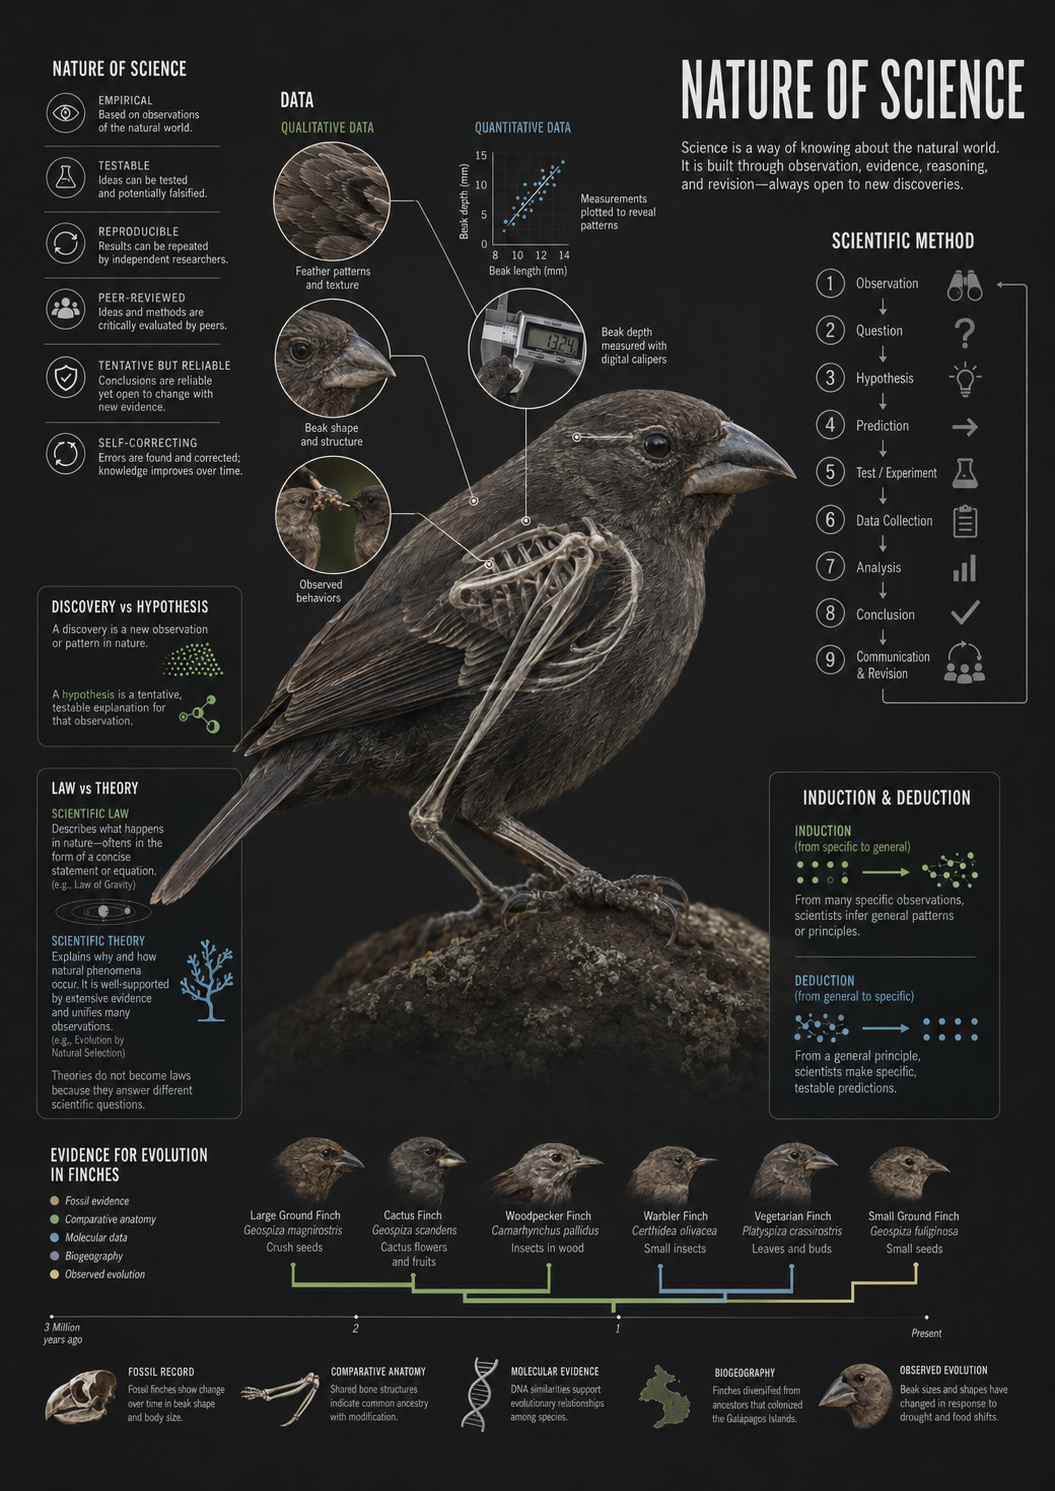 NATURE OF SCIENCE
EMPIRICAL
Based on observations
of the natural world.
TESTABLE
Ideas can be tested
and potentially falsified.
REPRODUCIBLE
Results can be repeated
by independent researchers.
PEER-REVIEWED
Ideas and methods are
critically evaluated by peers.
TENTATIVE BUT RELIABLE
Conclusions are reliable
yet open to change with
new evidence.
SELF-CORRECTING
Errors are found and corrected;
knowledge improves over time.
DATA
QUALITATIVE DATA
Feather patterns
and texture
Beak shape
and structure
Observed
behaviors
QUANTITATIVE DATA
Beak depth (mm)
15
10
5
0
8 10 12 14
Beak length (mm)
Measurements
plotted to reveal
patterns
Beak depth
measured with
digital calipers
NATURE OF SCIENCE
Science is a way of knowing about the natural world.
It is built through observation, evidence, reasoning,
and revision—always open to new discoveries.
SCIENTIFIC METHOD
1 Observation
2 Question
3 Hypothesis
4 Prediction
5 Test / Experiment
6 Data Collection
7 Analysis
8 Conclusion
9 Communication
& Revision
DISCOVERY vs HYPOTHESIS
A discovery is a new observation
or pattern in nature.
A hypothesis is a tentative,
testable explanation for
that observation.
LAW vs THEORY
SCIENTIFIC LAW
Describes what happens
in nature—oftens in the
form of a concise
statement or equation.
(e.g., Law of Gravity)
SCIENTIFIC THEORY
Explains why and how
natural phenomena
occur. It is well-supported
by extensive evidence
and unifies many
observations.
(e.g., Evolution by
Natural Selection)
Theories do not become laws
because they answer different
scientific questions.
INDUCTION & DEDUCTION
INDUCTION
(from specific to general)
From many specific observations,
scientists infer general patterns
or principles.
DEDUCTION
(from general to specific)
From a general principle,
scientists make specific,
testable predictions.
EVIDENCE FOR EVOLUTION
IN FINCHES
Fossil evidence
Comparative anatomy
Molecular data
Biogeography
Observed evolution
Large Ground Finch
Geospiza magnirostris
Crush seeds
Cactus Finch
Geospiza scandens
Cactus flowers
and fruits
Woodpecker Finch
Camarhynchus pallidus
Insects in wood
Warbler Finch
Certhidea olivacea
Small insects
Vegetarian Finch
Platyspiza crassirostris
Leaves and buds
Small Ground Finch
Geospiza fuliginosa
Small seeds
3 Million
years ago
2
1
Present
FOSSIL RECORD
Fossil finches show change
over time in beak shape
and body size.
COMPARATIVE ANATOMY
Shared bone structures
indicate common ancestry
with modification.
MOLECULAR EVIDENCE
DNA similarities support
evolutionary relationships
among species.
BIOGEOGRAPHY
Finches diversified from
ancestors that colonized
the Galápagos Islands.
OBSERVED EVOLUTION
Beak sizes and shapes have
changed in response to
drought and food shifts.